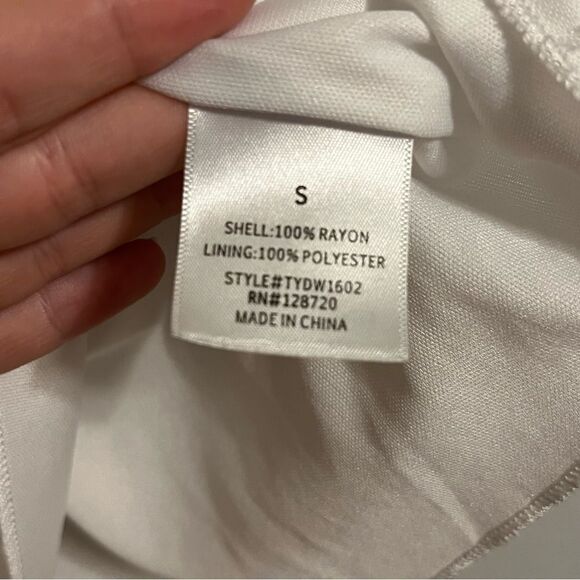 S
SHELL:100% RAYON
LINING:100% POLYESTER
STYLE#TYDW1602
RN#128720
MADE IN CHINA